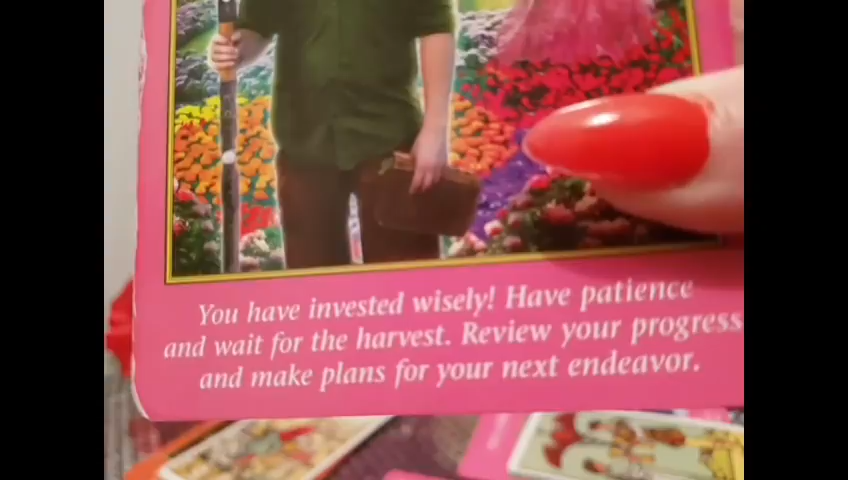 You have invested wisely! Have patience
and wait for the harvest. Review your progress
and make plans for your next endeavor.